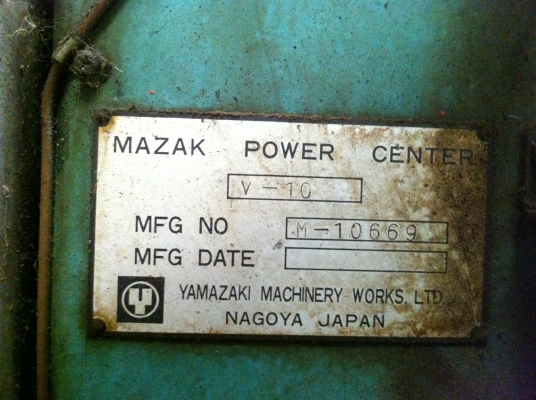 MAZAK POWER CENTER
V-10
MFG NO M-10669
MFG DATE
YAMAZAKI MACHINERY WORKS, LTD.
NAGOYA JAPAN